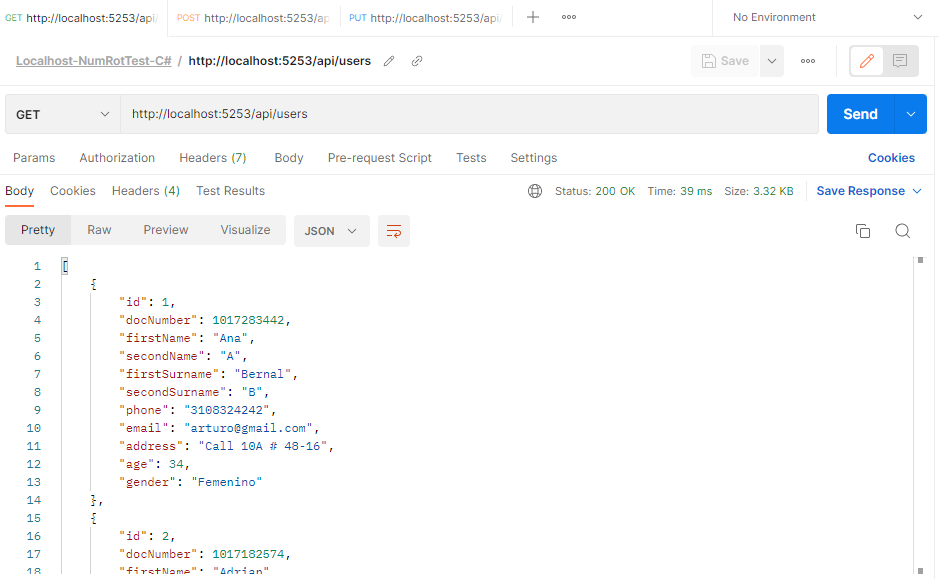 GET http://localhost:5253/api/ POST http://localhost:5253/ap PUT http://localhost:5253/api, No Environment
Localhost-NumRotTest-C# / http://localhost:5253/api/users Save
GET http://localhost:5253/api/users Send
Params Authorization Headers (7) Body Pre-request Script Tests Settings Cookies
Body Cookies Headers (4) Test Results Status: 200 OK Time: 39 ms Size: 3.32 KB Save Response
Pretty Raw Preview Visualize JSON
1 [
2 {
3 "id": 1,
4 "docNumber": 1017283442,
5 "firstName": "Ana",
6 "secondName": "A",
7 "firstSurname": "Bernal",
8 "secondSurname": "B",
9 "phone": "3108324242",
10 "email": "arturo@gmail.com",
11 "address": "Call 10A # 48-16",
12 "age": 34,
13 "gender": "Femenino"
14 },
15 {
16 "id": 2,
17 "docNumber": 1017182574,
18 "firstName": "Adrian"